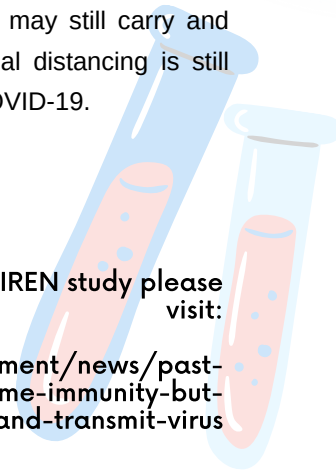 may still carry and
al distancing is still
OVID-19.
IREN study please
visit:
ment/news/past-
me-immunity-but-
and-transmit-virus